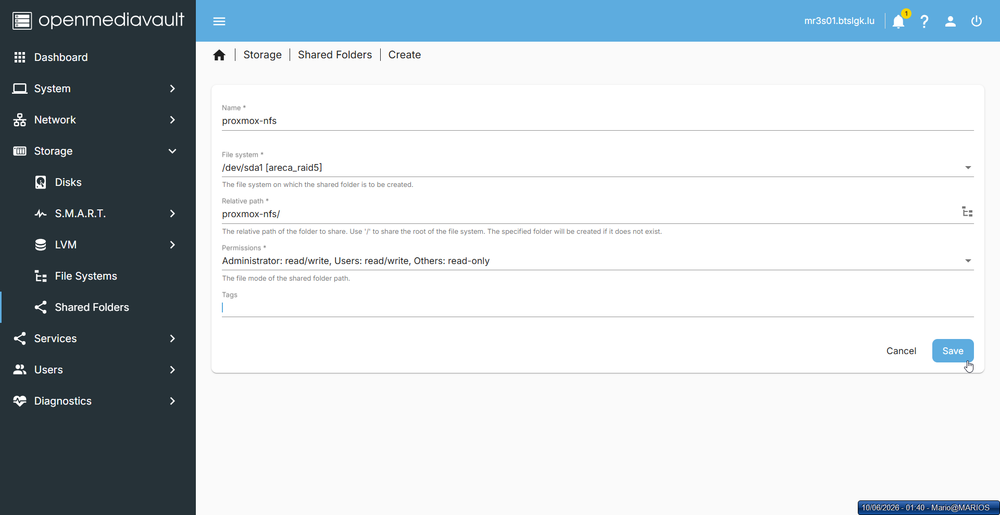 openmediavault
mr3s01.btslgk.lu
1
Dashboard
System
Network
Storage
Disks
S.M.A.R.T.
LVM
File Systems
Shared Folders
Services
Users
Diagnostics
Storage | Shared Folders | Create
Name *
proxmox-nfs
File system *
/dev/sda1 [areca_raid5]
The file system on which the shared folder is to be created.
Relative path *
proxmox-nfs/
The relative path of the folder to share. Use '/' to share the root of the file system. The specified folder will be created if it does not exist.
Permissions *
Administrator: read/write, Users: read/write, Others: read-only
The file mode of the shared folder path.
Tags
Cancel
Save
10/06/2026 - 01:40 - Mario@MARIOS